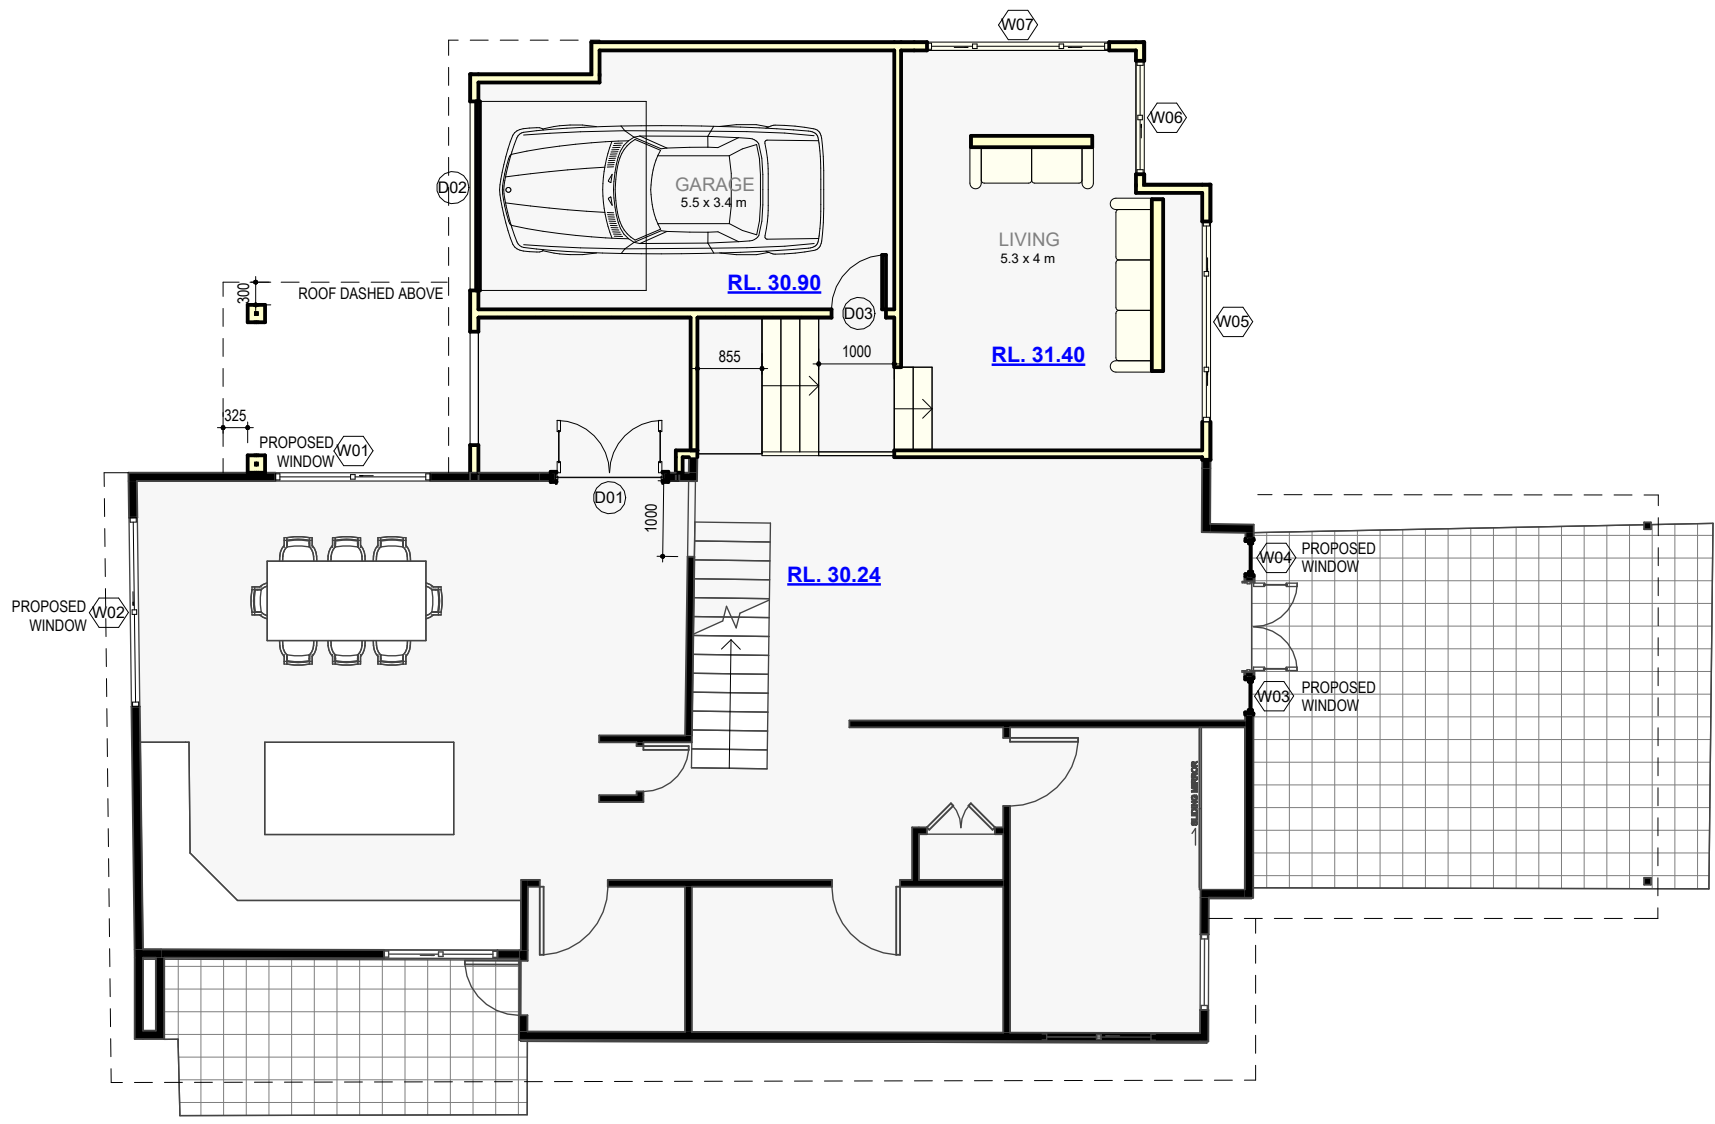 W07
W06
D02
GARAGE
5.5 x 3.4 m
LIVING
5.3 x 4 m
RL. 30.90
300
ROOF DASHED ABOVE
D03
W05
855
1000
RL. 31.40
325
PROPOSED
WINDOW
W01
D01
1000
RL. 30.24
W04
PROPOSED
WINDOW
PROPOSED
WINDOW
W02
W03
PROPOSED
WINDOW
SLIDING MIRROR